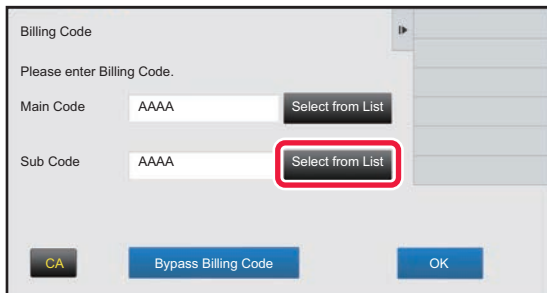 Billing Code
Please enter Billing Code.
Main Code AAAA Select from List
Sub Code AAAA Select from List
CA Bypass Billing Code OK